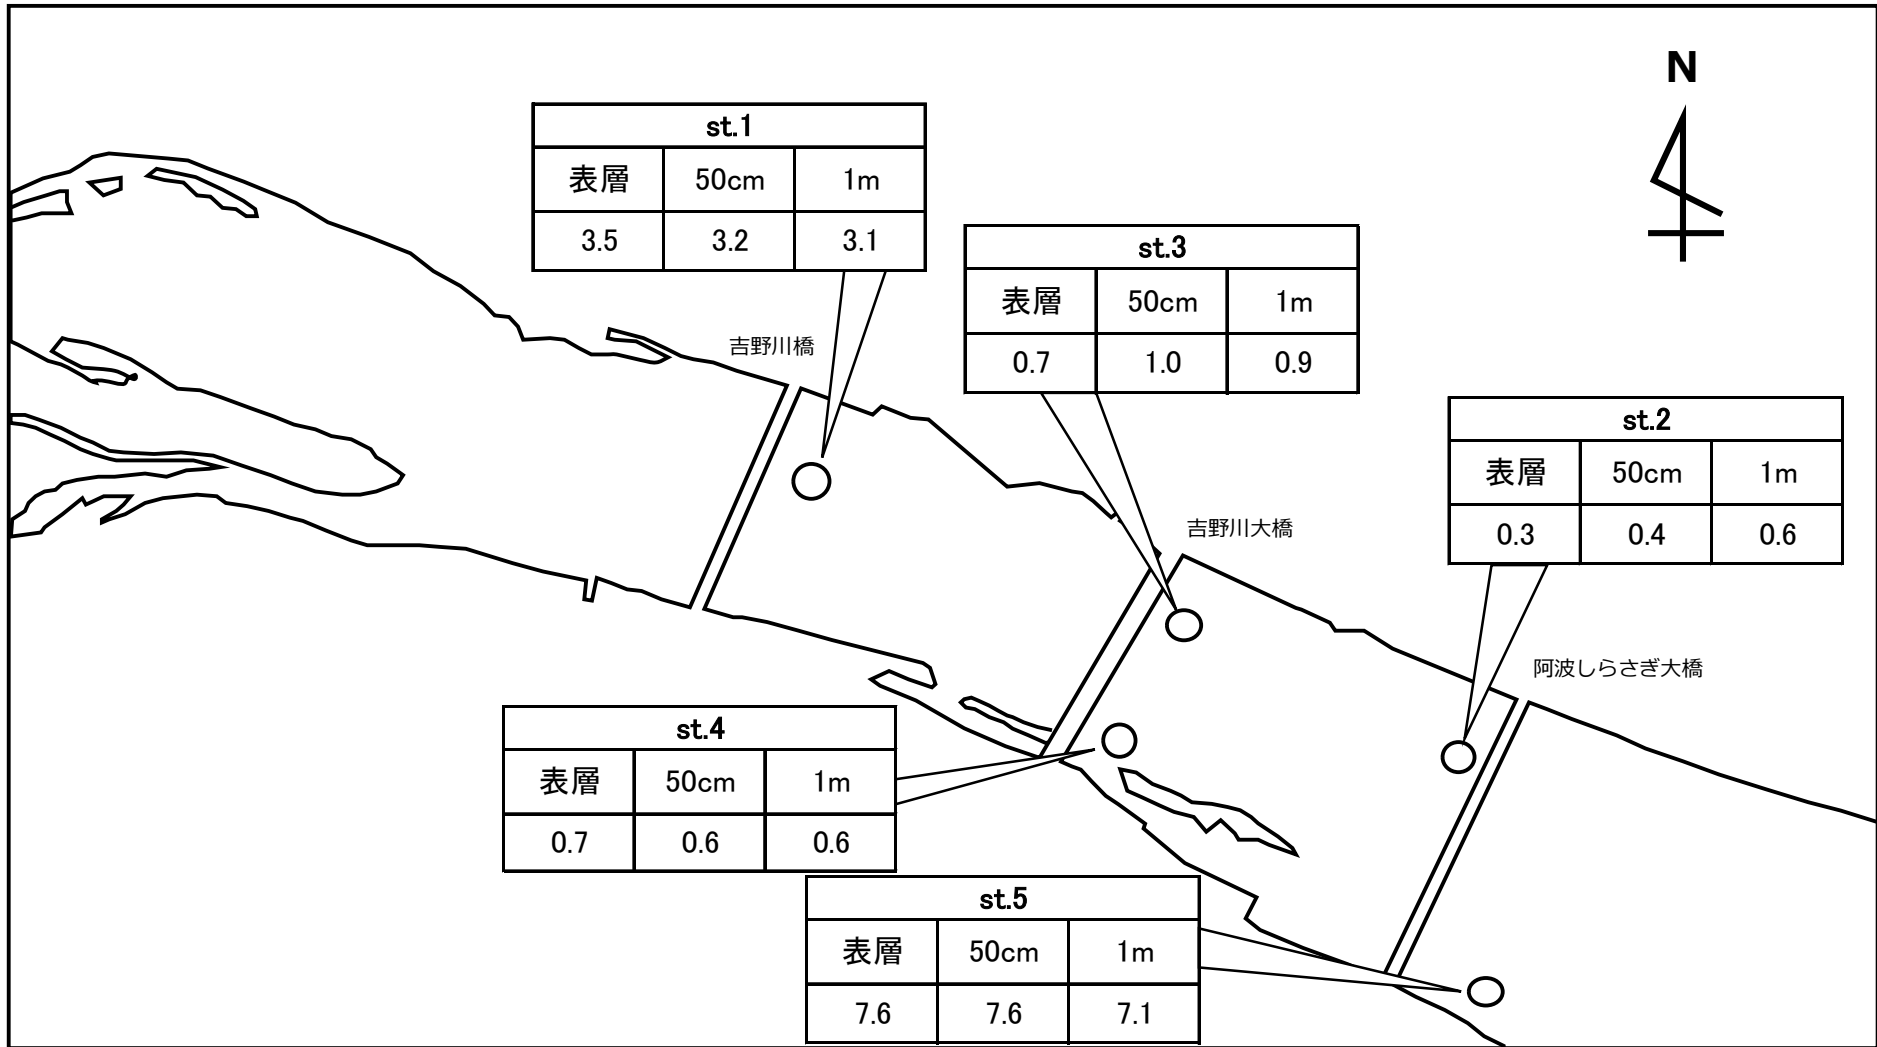 N
st.1
表層 50cm 1m
3.5 3.2 3.1
吉野川橋
st.3
表層 50cm 1m
0.7 1.0 0.9
st.2
表層 50cm 1m
0.3 0.4 0.6
吉野川大橋
阿波しらさぎ大橋
st.4
表層 50cm 1m
0.7 0.6 0.6
st.5
表層 50cm 1m
7.6 7.6 7.1